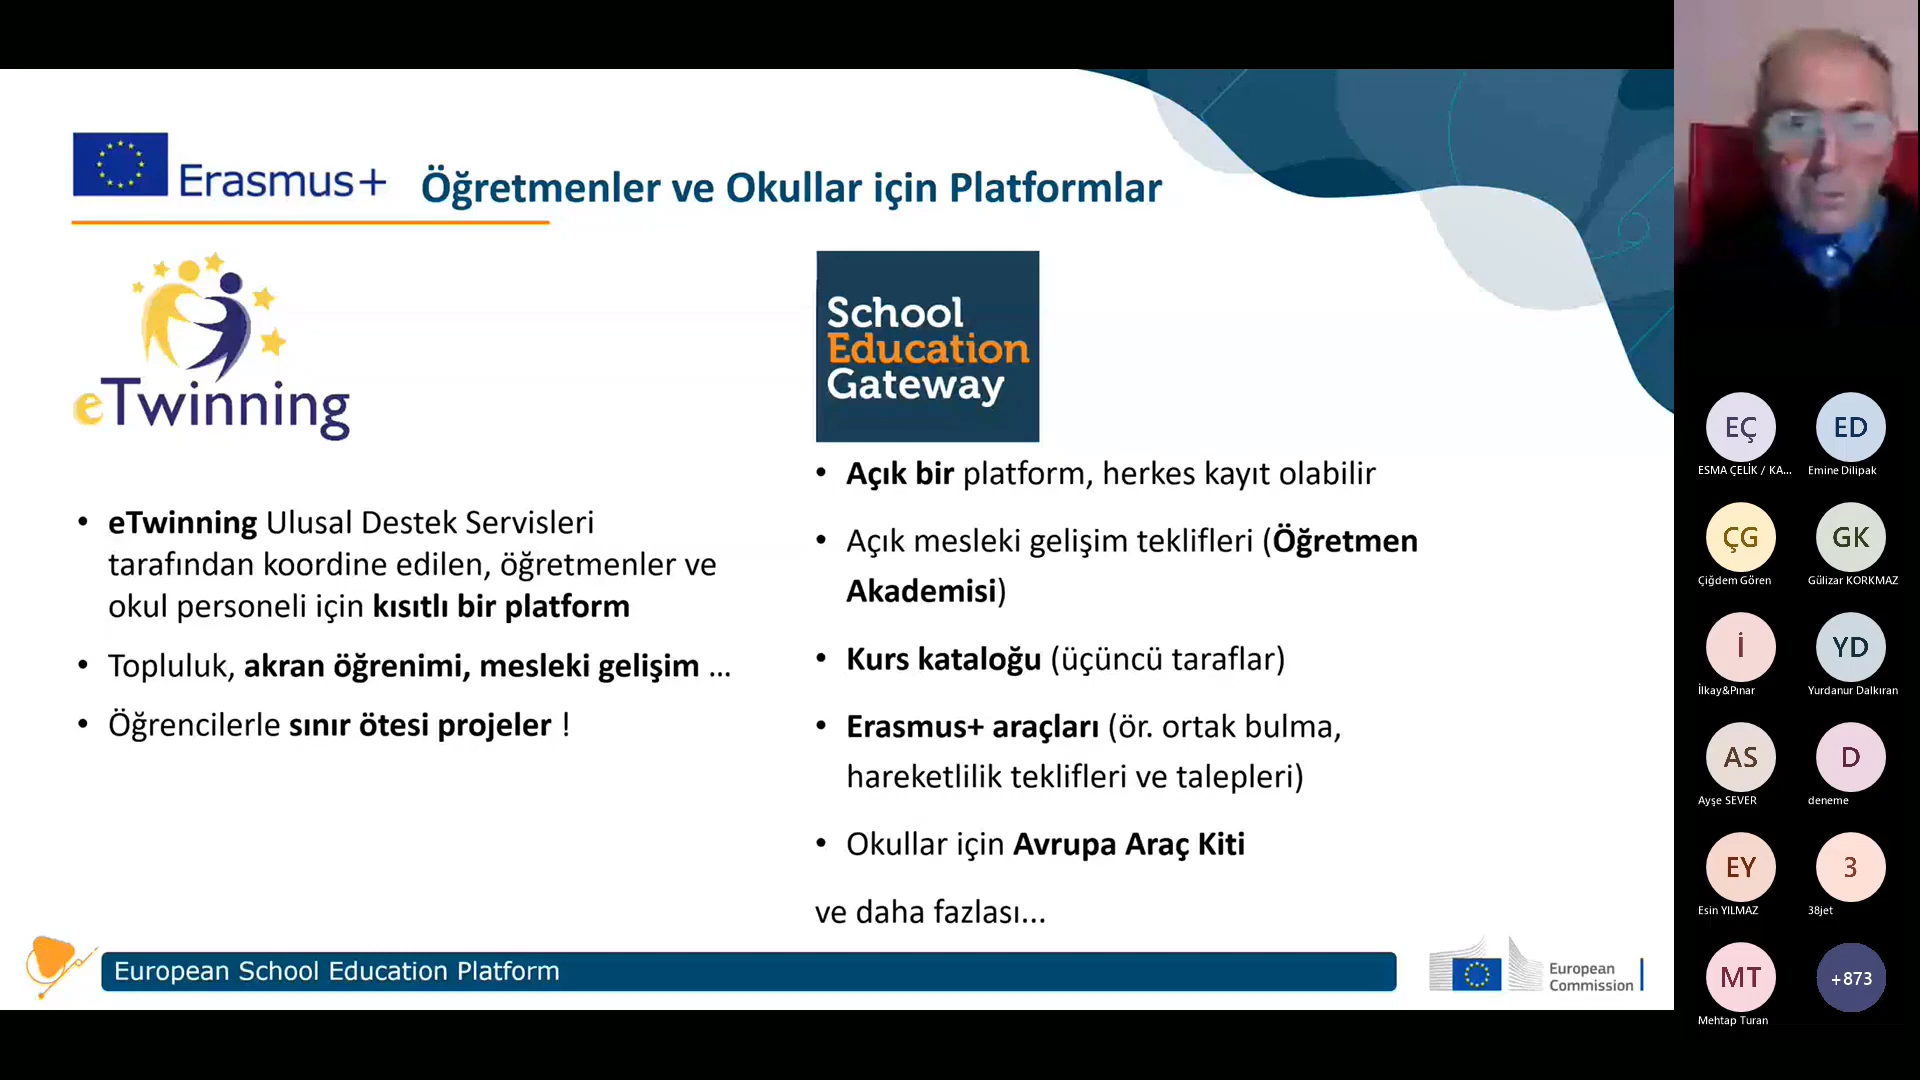 Erasmus+
Öğretmenler ve Okullar için Platformlar
eTwinning
• eTwinning Ulusal Destek Servisleri
tarafından koordine edilen, öğretmenler ve
okul personeli için kısıtlı bir platform
• Topluluk, akran öğrenimi, mesleki gelişim ...
• Öğrencilerle sınır ötesi projeler !
School
Education
Gateway
• Açık bir platform, herkes kayıt olabilir
• Açık mesleki gelişim teklifleri (Öğretmen
Akademisi)
• Kurs kataloğu (üçüncü taraflar)
• Erasmus+ araçları (ör. ortak bulma,
hareketlilik teklifleri ve talepleri)
• Okullar için Avrupa Araç Kiti
ve daha fazlası...
European School Education Platform
European
Commission
EÇ
ESMA ÇELİK / KA...
ED
Emine Dilipak
ÇG
Çiğdem Gören
GK
Gülizar KORKMAZ
İ
İlkay&Pınar
YD
Yurdanur Dalkıran
AS
Ayşe SEVER
D
deneme
EY
Esin YILMAZ
3
38jet
MT
Mehtap Turan
+873